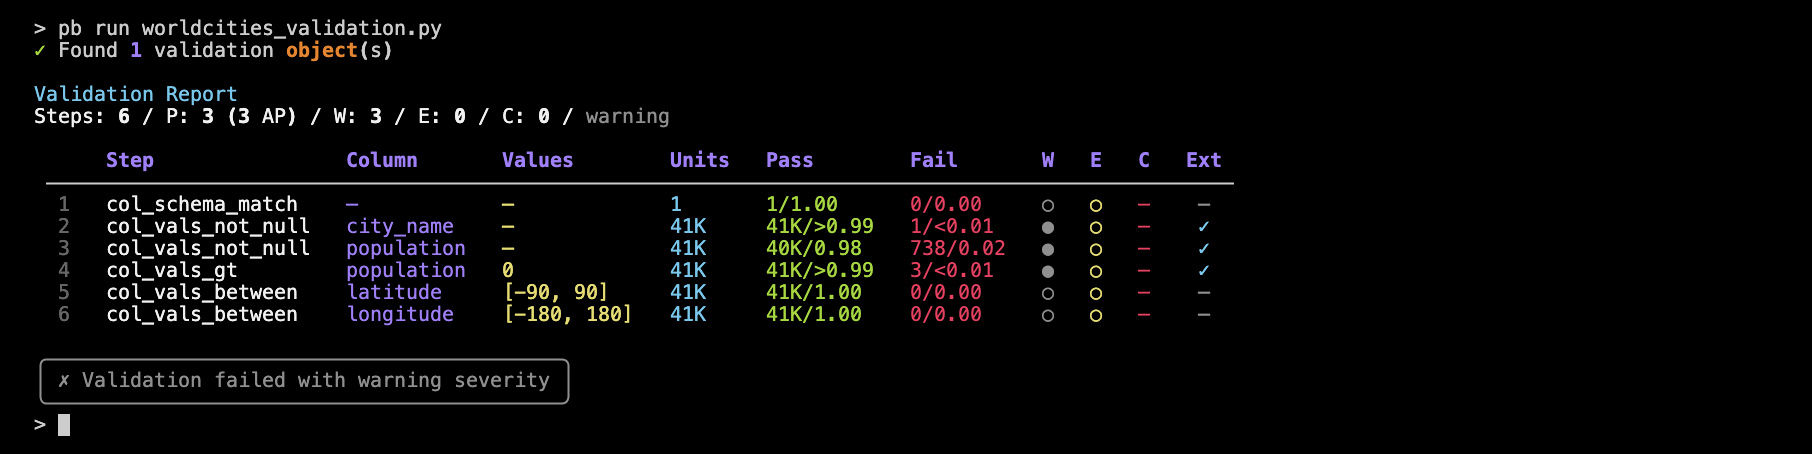 > pb run worldcities_validation.py
✓ Found 1 validation object(s)
Validation Report
Steps: 6 / P: 3 (3 AP) / W: 3 / E: 0 / C: 0 / warning
Step Column Values Units Pass Fail W E C Ext
1 col_schema_match — — 1 1/1.00 0/0.00 ○ ○ — —
2 col_vals_not_null city_name — 41K 41K/>0.99 1/<0.01 ● ○ — ✓
3 col_vals_not_null population — 41K 40K/0.98 738/0.02 ● ○ — ✓
4 col_vals_gt population 0 41K 41K/>0.99 3/<0.01 ● ○ — ✓
5 col_vals_between latitude [-90, 90] 41K 41K/1.00 0/0.00 ○ ○ — —
6 col_vals_between longitude [-180, 180] 41K 41K/1.00 0/0.00 ○ ○ — —
✗ Validation failed with warning severity
>